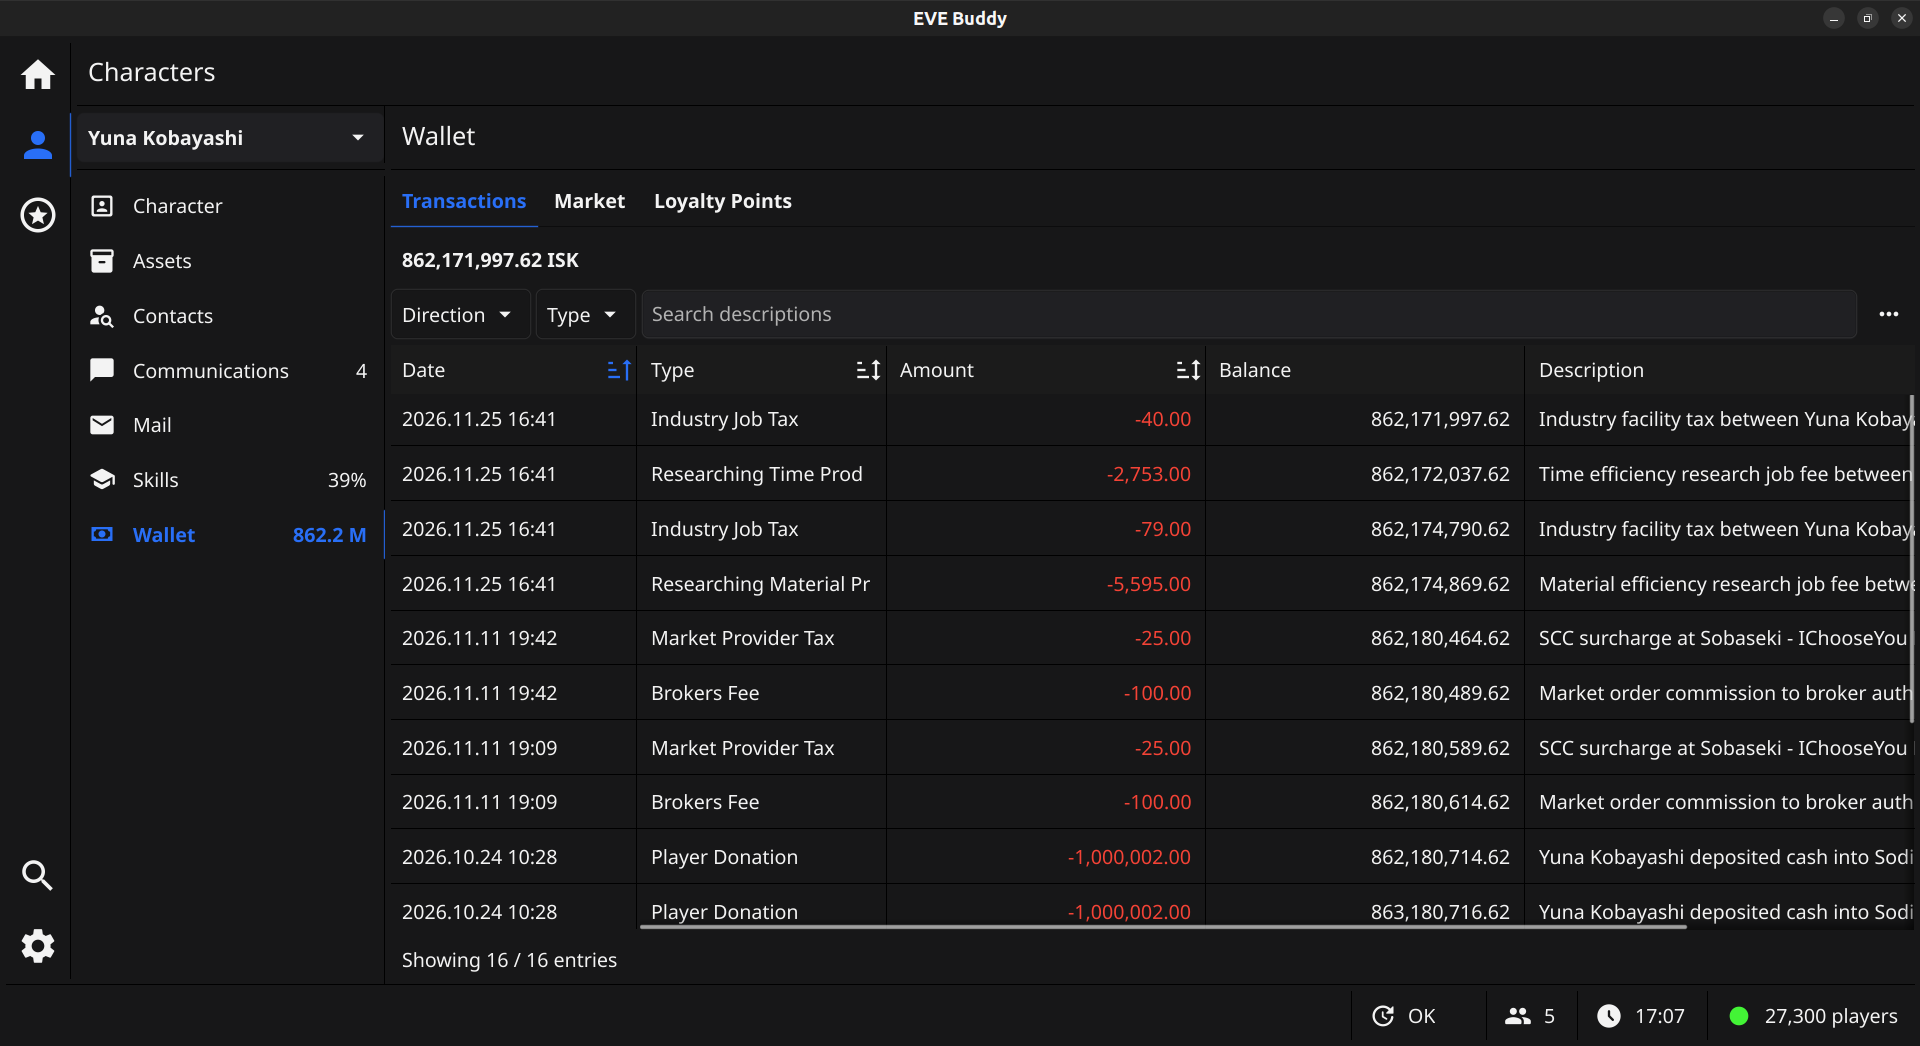 EVE Buddy
Characters
Yuna Kobayashi
Character
Assets
Contacts
Communications 4
Mail
Skills 39%
Wallet 862.2 M
Wallet
Transactions Market Loyalty Points
862,171,997.62 ISK
Direction Type Search descriptions
Date Type Amount Balance Description
2026.11.25 16:41 Industry Job Tax -40.00 862,171,997.62 Industry facility tax between Yuna Kobay
2026.11.25 16:41 Researching Time Prod -2,753.00 862,172,037.62 Time efficiency research job fee between
2026.11.25 16:41 Industry Job Tax -79.00 862,174,790.62 Industry facility tax between Yuna Kobay
2026.11.25 16:41 Researching Material Pr -5,595.00 862,174,869.62 Material efficiency research job fee betwe
2026.11.11 19:42 Market Provider Tax -25.00 862,180,464.62 SCC surcharge at Sobaseki - IChooseYou
2026.11.11 19:42 Brokers Fee -100.00 862,180,489.62 Market order commission to broker auth
2026.11.11 19:09 Market Provider Tax -25.00 862,180,589.62 SCC surcharge at Sobaseki - IChooseYou
2026.11.11 19:09 Brokers Fee -100.00 862,180,614.62 Market order commission to broker auth
2026.10.24 10:28 Player Donation -1,000,002.00 862,180,714.62 Yuna Kobayashi deposited cash into Sodi
2026.10.24 10:28 Player Donation -1,000,002.00 863,180,716.62 Yuna Kobayashi deposited cash into Sodi
Showing 16 / 16 entries
OK 5 17:07 27,300 players